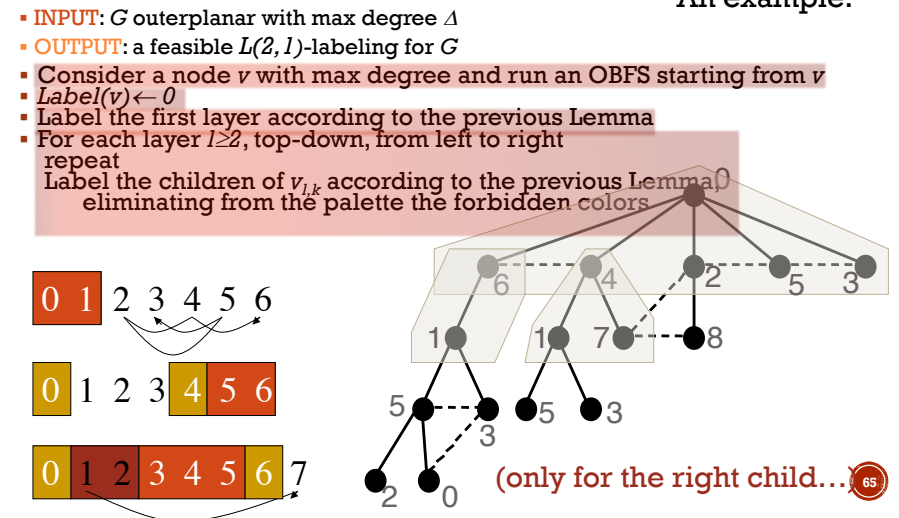 An example:
▪ INPUT: G outerplanar with max degree Δ
▪ OUTPUT: a feasible L(2,1)-labeling for G
▪ Consider a node v with max degree and run an OBFS starting from v
▪ Label(v)← 0
▪ Label the first layer according to the previous Lemma
▪ For each layer l≥2, top-down, from left to right
repeat
Label the children of v_{l,k} according to the previous Lemma,
eliminating from the palette the forbidden colors
0
6 4 2 5 3
0 1 2 3 4 5 6
1 1 7 8
0 1 2 3 4 5 6
5 3 5 3
0 1 2 3 4 5 6 7
2 0
(only for the right child…)
65